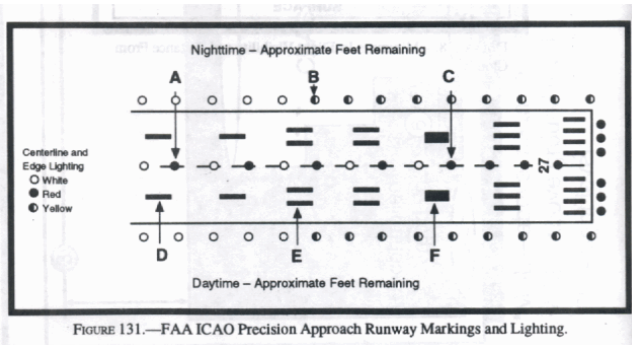 Nighttime – Approximate Feet Remaining
A
B
C
Centerline and
Edge Lighting
White
Red
Yellow
27
D
E
F
Daytime – Approximate Feet Remaining
FIGURE 131.—FAA ICAO Precision Approach Runway Markings and Lighting.